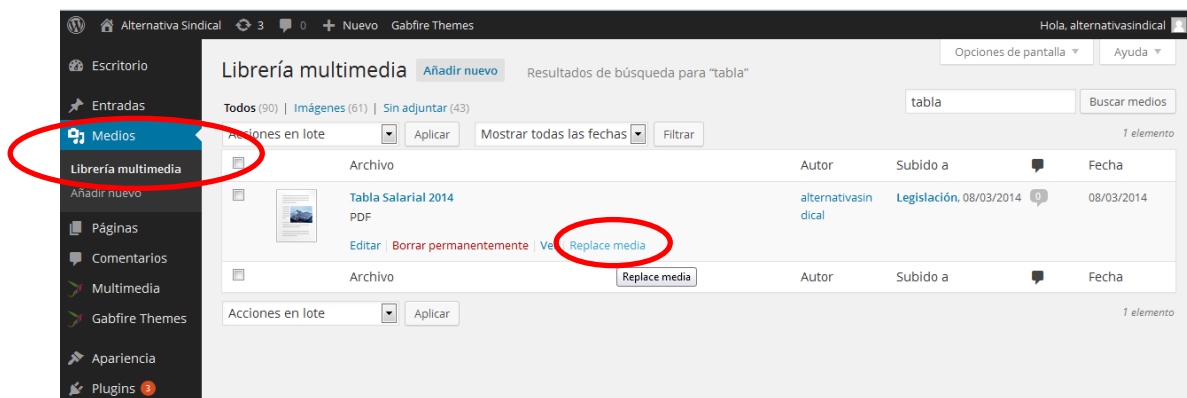 Alternativa Sindical 3 0 + Nuevo Gabfire Themes Hola, alternativasindical
Opciones de pantalla Ayuda
Escritorio
Entradas
Medios
Librería multimedia
Añadir nuevo
Páginas
Comentarios
Multimedia
Gabfire Themes
Apariencia
Plugins 3
Librería multimedia Añadir nuevo Resultados de búsqueda para "tabla"
Todos (90) | Imágenes (61) | Sin adjuntar (43)
tabla Buscar medios
Acciones en lote Aplicar Mostrar todas las fechas Filtrar 1 elemento
Archivo Autor Subido a Fecha
Tabla Salarial 2014 alternativasin Legislación, 08/03/2014 0 08/03/2014
PDF dical
Editar | Borrar permanentemente | Ver | Replace media
Replace media
Archivo Autor Subido a Fecha
Acciones en lote Aplicar 1 elemento